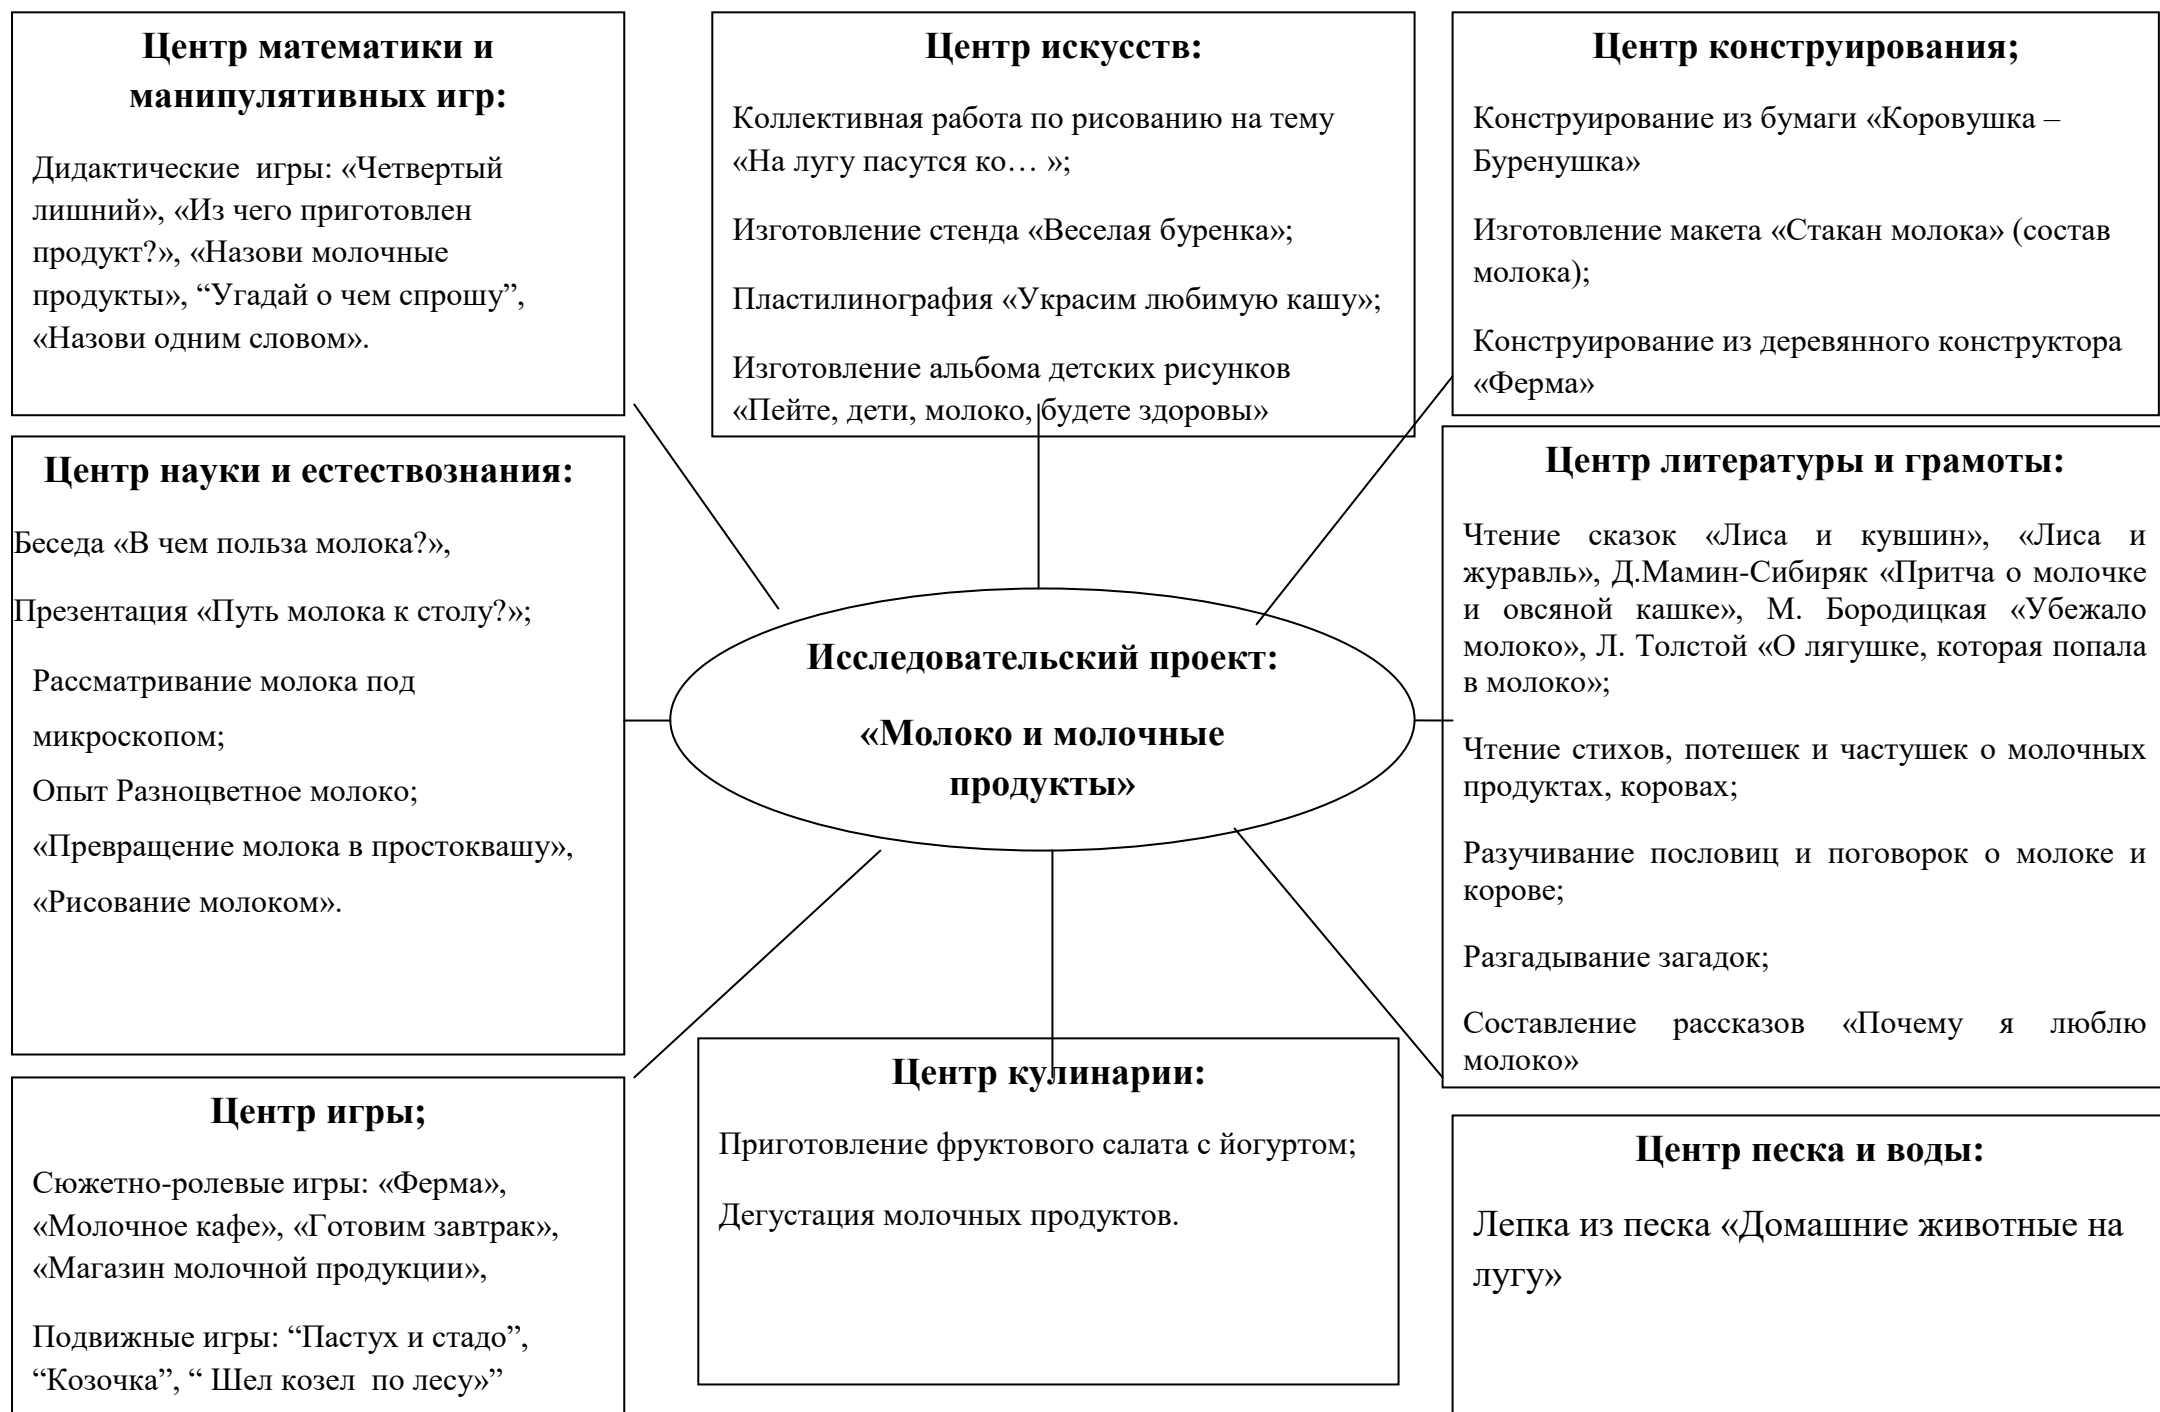 Центр математики и
манипулятивных игр:
Дидактические  игры: «Четвертый
лишний», «Из чего приготовлен
продукт?», «Назови молочные
продукты», “Угадай о чем спрошу”,
«Назови одним словом».
Центр искусств:
Коллективная работа по рисованию на тему
«На лугу пасутся ко… »;
Изготовление стенда «Веселая буренка»;
Пластилинография «Украсим любимую кашу»;
Изготовление альбома детских рисунков
«Пейте, дети, молоко, будете здоровы»
Центр конструирования;
Конструирование из бумаги «Коровушка –
Буренушка»
Изготовление макета «Стакан молока» (состав
молока);
Конструирование из деревянного конструктора
«Ферма»
Центр науки и естествознания:
Беседа «В чем польза молока?»,
Презентация «Путь молока к столу?»;
Рассматривание молока под
микроскопом;
Опыт Разноцветное молоко;
«Превращение молока в простоквашу»,
«Рисование молоком».
Исследовательский проект:
«Молоко и молочные
продукты»
Центр литературы и грамоты:
Чтение сказок «Лиса и кувшин», «Лиса и
журавль», Д.Мамин-Сибиряк «Притча о молочке
и овсяной кашке», М. Бородицкая «Убежало
молоко», Л. Толстой «О лягушке, которая попала
в молоко»;
Чтение стихов, потешек и частушек о молочных
продуктах, коровах;
Разучивание пословиц и поговорок о молоке и
корове;
Разгадывание загадок;
Составление рассказов «Почему я люблю
молоко»
Центр игры;
Сюжетно-ролевые игры: «Ферма»,
«Молочное кафе», «Готовим завтрак»,
«Магазин молочной продукции»,
Подвижные игры: “Пастух и стадо”,
“Козочка”, “ Шел козел  по лесу»”
Центр кулинарии:
Приготовление фруктового салата с йогуртом;
Дегустация молочных продуктов.
Центр песка и воды:
Лепка из песка «Домашние животные на
лугу»